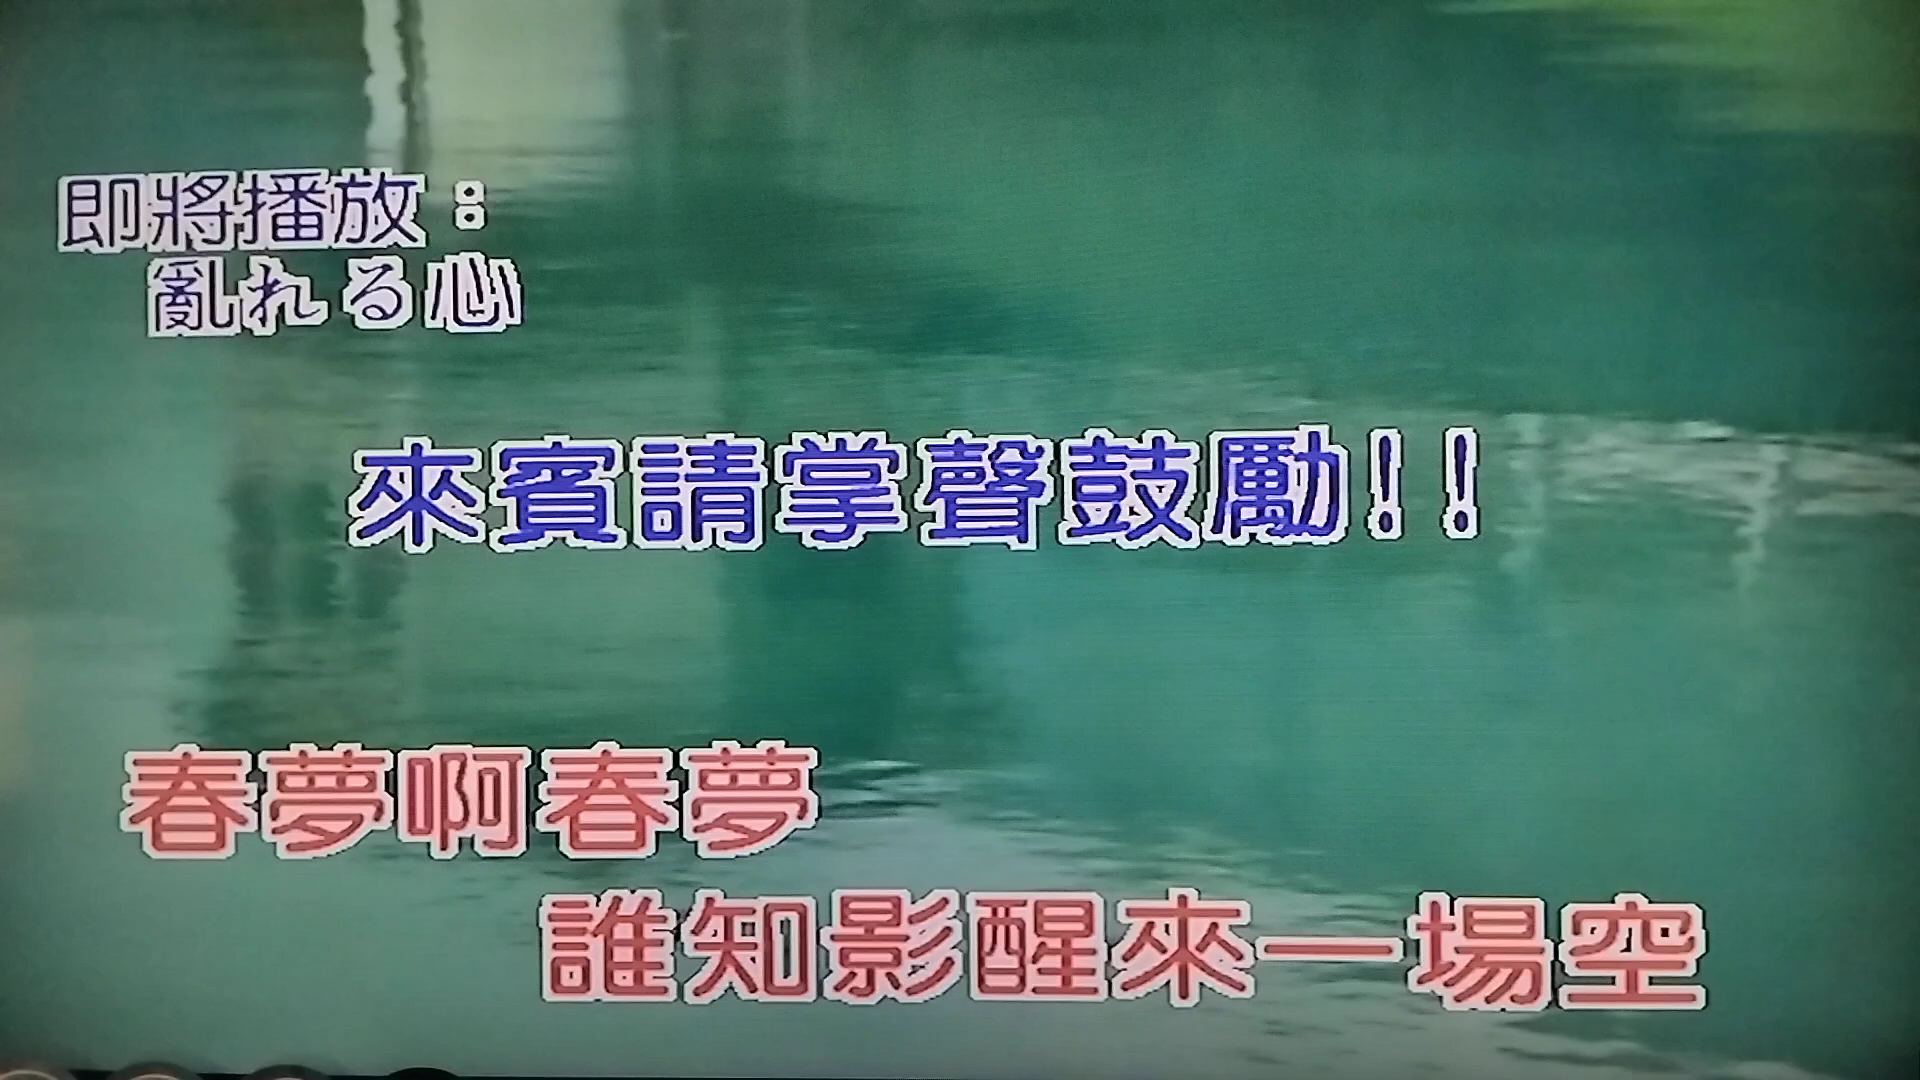 即將播放：
亂れる心
來賓請掌聲鼓勵!!
春夢啊春夢
誰知影醒來一場空